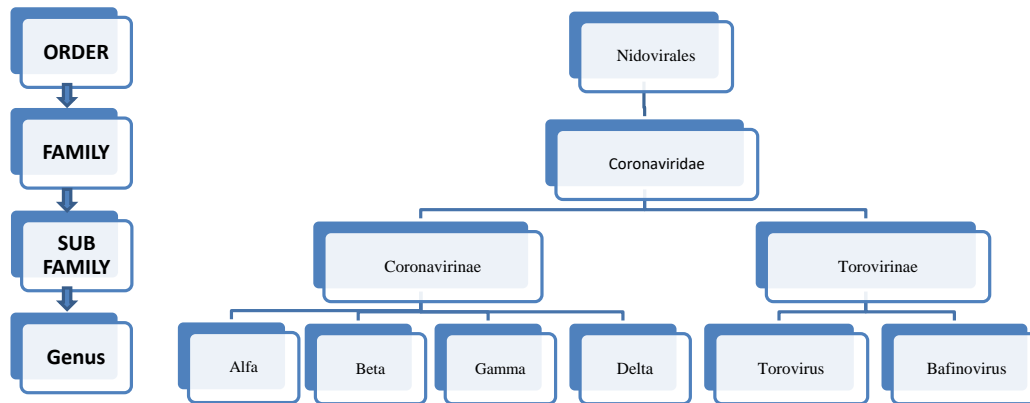 ORDER
Nidovirales
FAMILY
Coronaviridae
SUB
FAMILY
Coronavirinae
Torovirinae
Genus
Alfa
Beta
Gamma
Delta
Torovirus
Bafinovirus